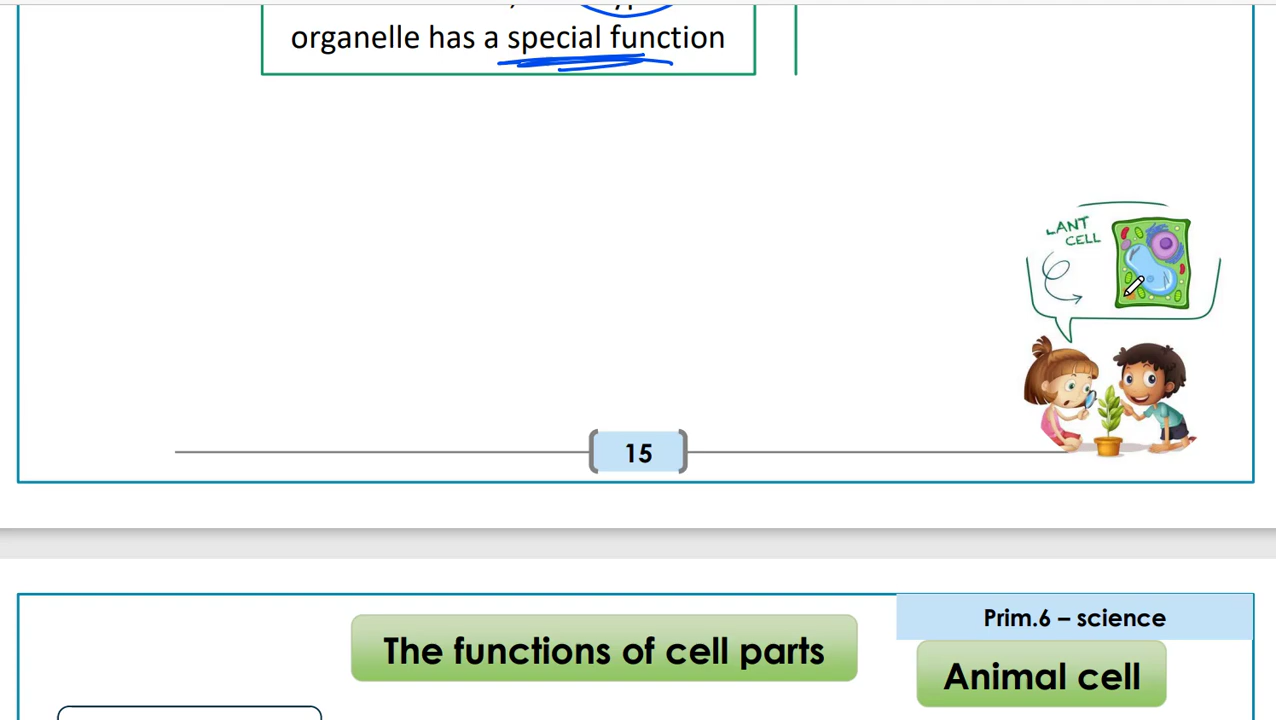 organelle has a special function
LANT
CELL
15
Prim.6 – science
The functions of cell parts
Animal cell